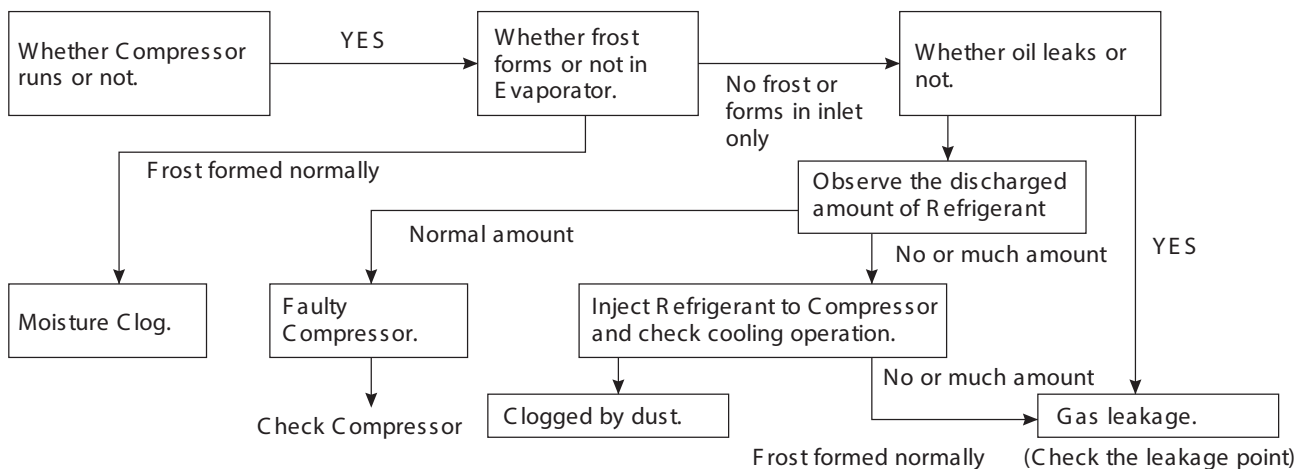 Whether Compressor
runs or not.
YES
Whether frost
forms or not in
Evaporator.
No frost or
forms in inlet
only
Whether oil leaks or
not.
Frost formed normally
Observe the discharged
amount of Refrigerant
Normal amount
No or much amount
YES
Moisture Clog.
Faulty
Compressor.
Inject Refrigerant to Compressor
and check cooling operation.
No or much amount
Check Compressor
Clogged by dust.
Gas leakage.
Frost formed normally
(Check the leakage point)